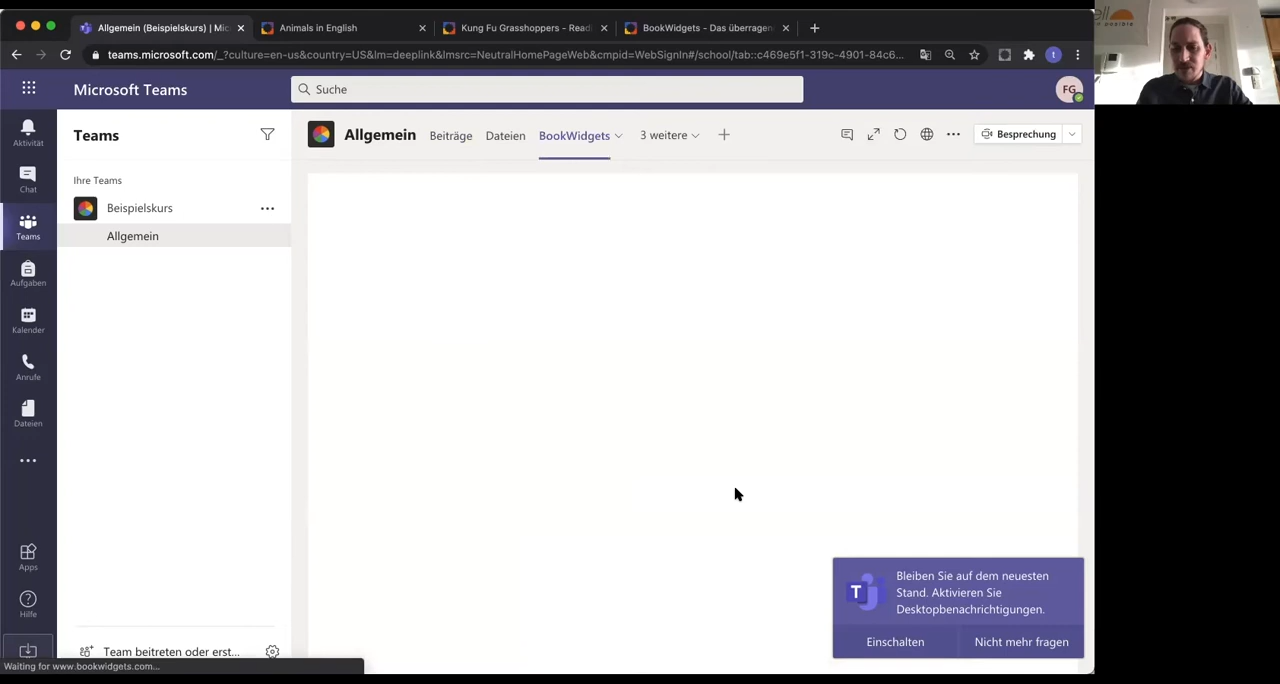 Allgemein (Beispielskurs) | Mic
Animals in English
Kung Fu Grasshoppers - Readi
BookWidgets - Das überragen
teams.microsoft.com/_?culture=en-us&country=US&lm=deeplink&lmsrc=NeutralHomePageWeb&cmpid=WebSignIn#/school/tab::c469e5f1-319c-4901-84c6...
t
Microsoft Teams
Suche
FG
Aktivität
Chat
Teams
Aufgaben
Kalender
Anrufe
Dateien
Apps
Hilfe
Teams
Ihre Teams
Beispielskurs
Allgemein
Team beitreten oder erst...
Allgemein
Beiträge
Dateien
BookWidgets
3 weitere
Besprechung
T
Bleiben Sie auf dem neuesten
Stand. Aktivieren Sie
Desktopbenachrichtigungen.
Einschalten
Nicht mehr fragen
Waiting for www.bookwidgets.com...